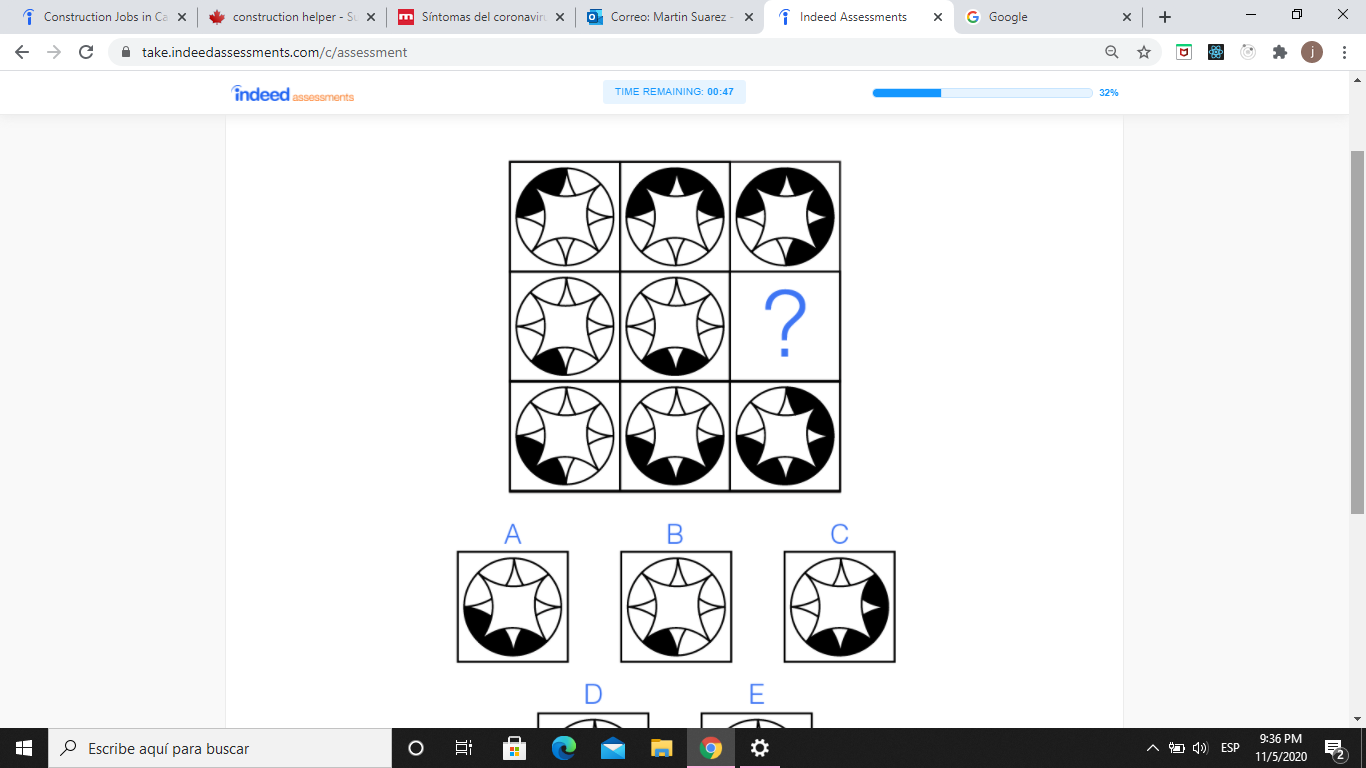 Construction Jobs in Ca
construction helper - Su
Síntomas del coronaviru
Correo: Martin Suarez -
Indeed Assessments
Google
take.indeedassessments.com/c/assessment
j
indeed assessments
TIME REMAINING: 00:47
32%
?
A
B
C
D
E
Escribe aquí para buscar
ESP
9:36 PM
11/5/2020
2